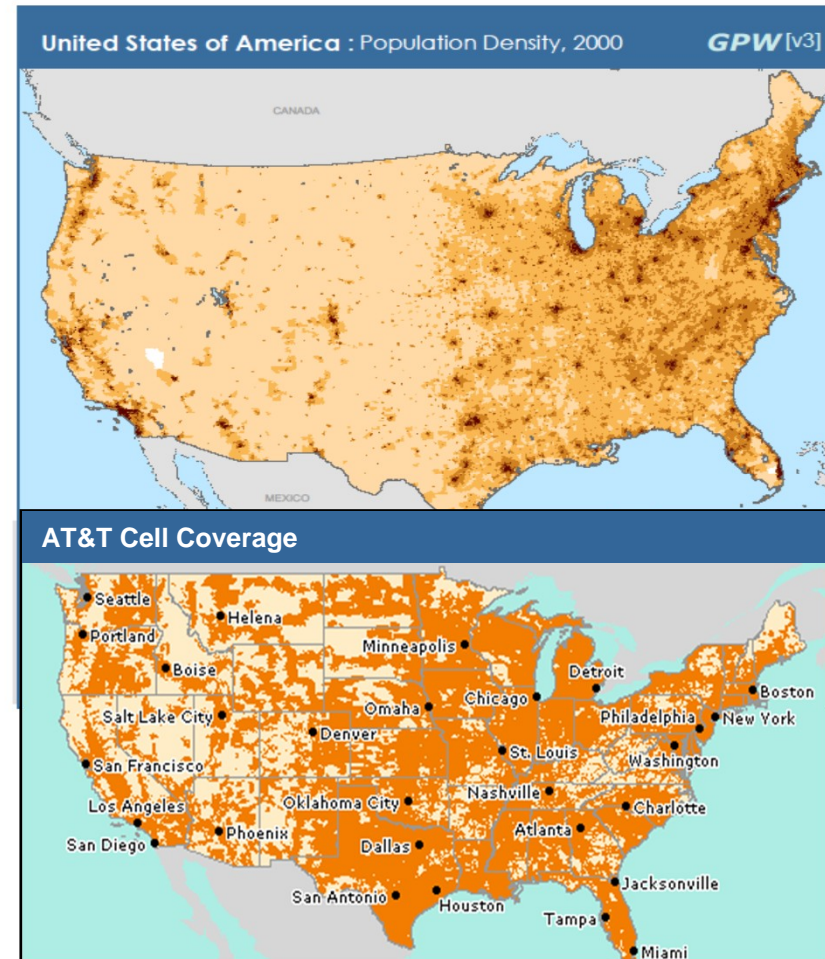 United States of America : Population Density, 2000 GPW [v3]
CANADA
MEXICO
AT&T Cell Coverage
Seattle
Helena
Portland
Minneapolis
Boise
Detroit
Boston
Chicago
Omaha
Salt Lake City
Philadelphia
New York
Denver
St. Louis
Washington
San Francisco
Nashville
Los Angeles
Oklahoma City
Charlotte
Phoenix
Atlanta
San Diego
Dallas
Jacksonville
San Antonio
Houston
Tampa
Miami